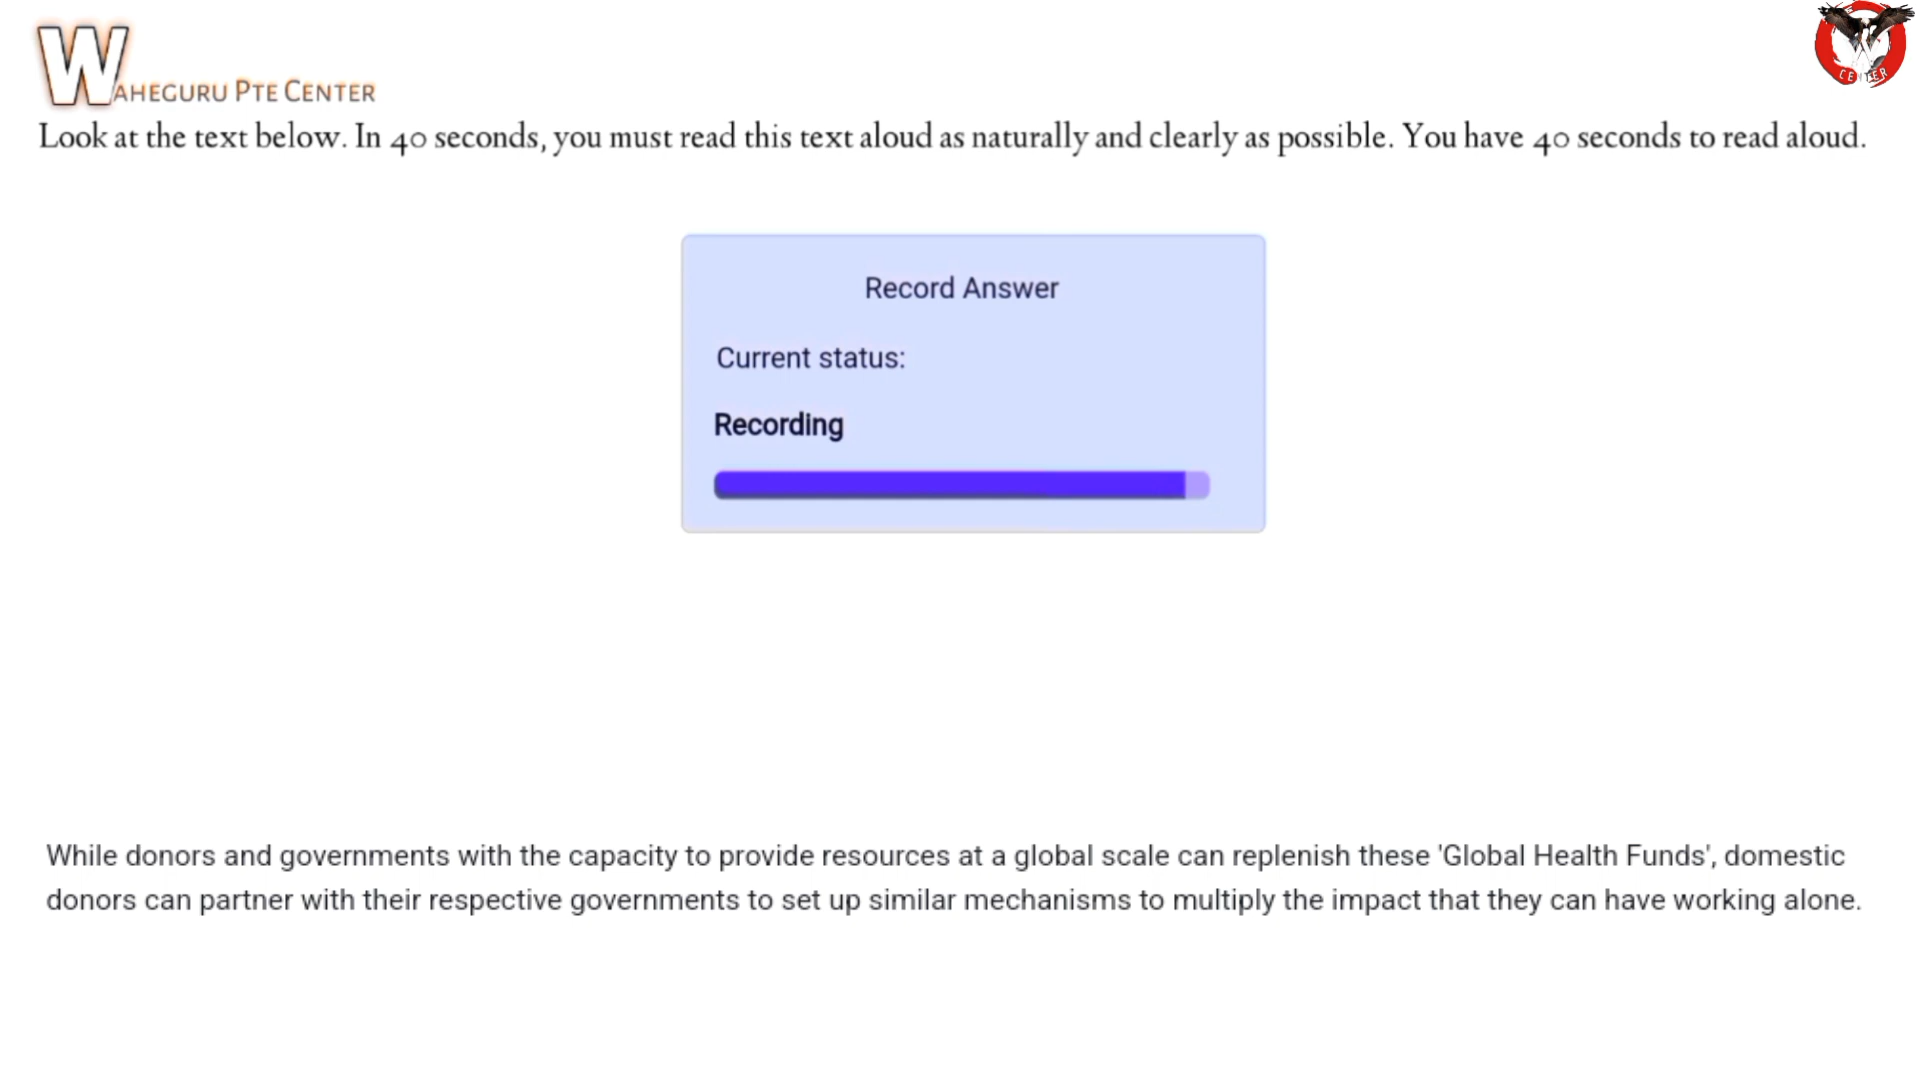 WAHEGURU PTE CENTER
CENTER
Look at the text below. In 40 seconds, you must read this text aloud as naturally and clearly as possible. You have 40 seconds to read aloud.
Record Answer
Current status:
Recording
While donors and governments with the capacity to provide resources at a global scale can replenish these 'Global Health Funds', domestic
donors can partner with their respective governments to set up similar mechanisms to multiply the impact that they can have working alone.